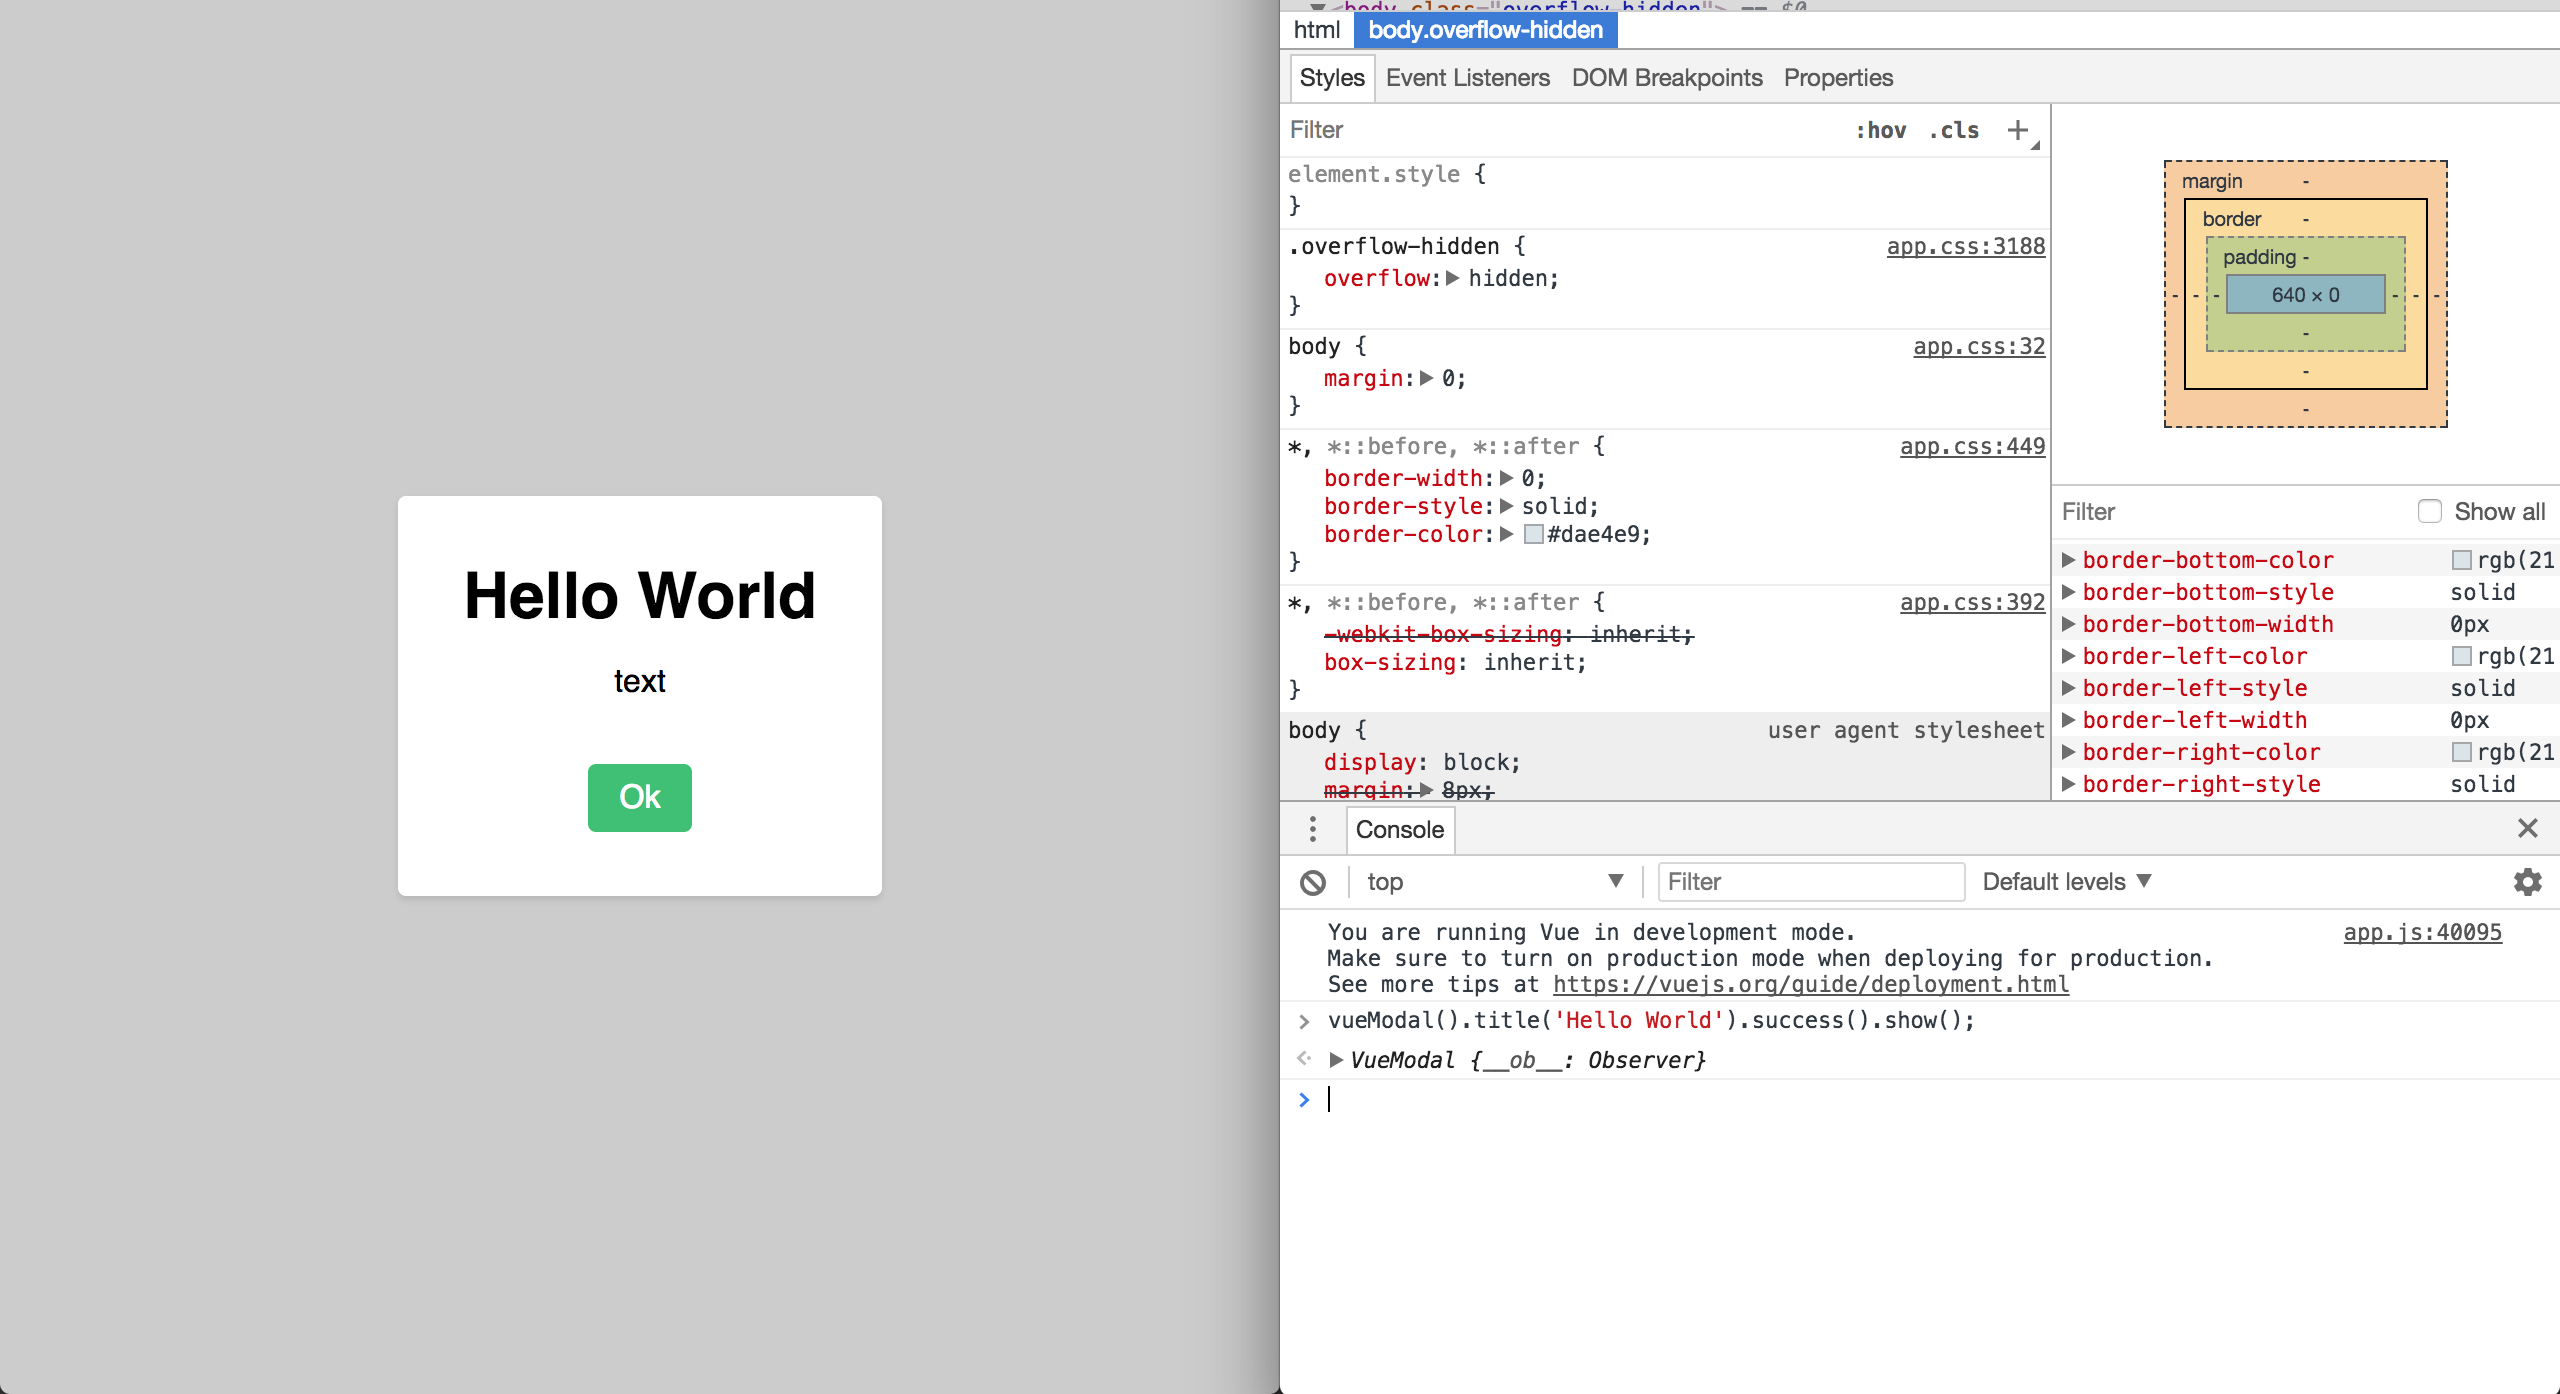 Hello World
text
Ok
<body class="overflow-hidden"> == $0
html body.overflow-hidden
Styles Event Listeners DOM Breakpoints Properties
Filter :hov .cls +
element.style {
}
.overflow-hidden { app.css:3188
overflow: hidden;
}
body { app.css:32
margin: 0;
}
*, *::before, *::after { app.css:449
border-width: 0;
border-style: solid;
border-color: #dae4e9;
}
*, *::before, *::after { app.css:392
-webkit-box-sizing: inherit;
box-sizing: inherit;
}
body { user agent stylesheet
display: block;
margin: 8px;
margin -
border -
padding -
- - - 640 × 0 - - -
-
-
-
Filter Show all
border-bottom-color rgb(21
border-bottom-style solid
border-bottom-width 0px
border-left-color rgb(21
border-left-style solid
border-left-width 0px
border-right-color rgb(21
border-right-style solid
Console
top Filter Default levels
You are running Vue in development mode. app.js:40095
Make sure to turn on production mode when deploying for production.
See more tips at https://vuejs.org/guide/deployment.html
> vueModal().title('Hello World').success().show();
VueModal {__ob__: Observer}
>